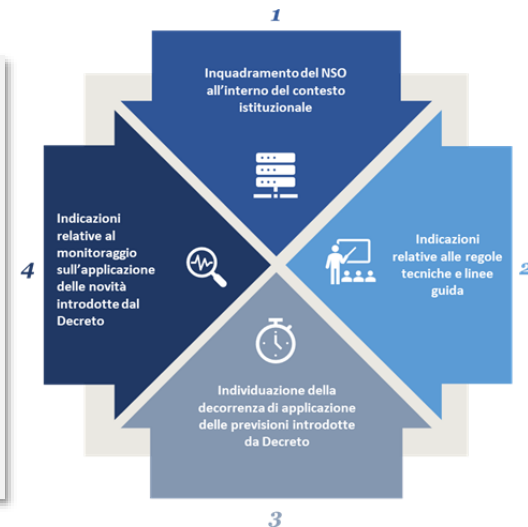 1
Inquadramento del NSO
all'interno del contesto
istituzionale
Indicazioni
relative alle regole
tecniche e linee
guida
2
Individuazione della
decorrenza di applicazione
delle previsioni introdotte
da Decreto
3
Indicazioni
relative al
monitoraggio
sull'applicazione
delle novità
introdotte dal
Decreto
4